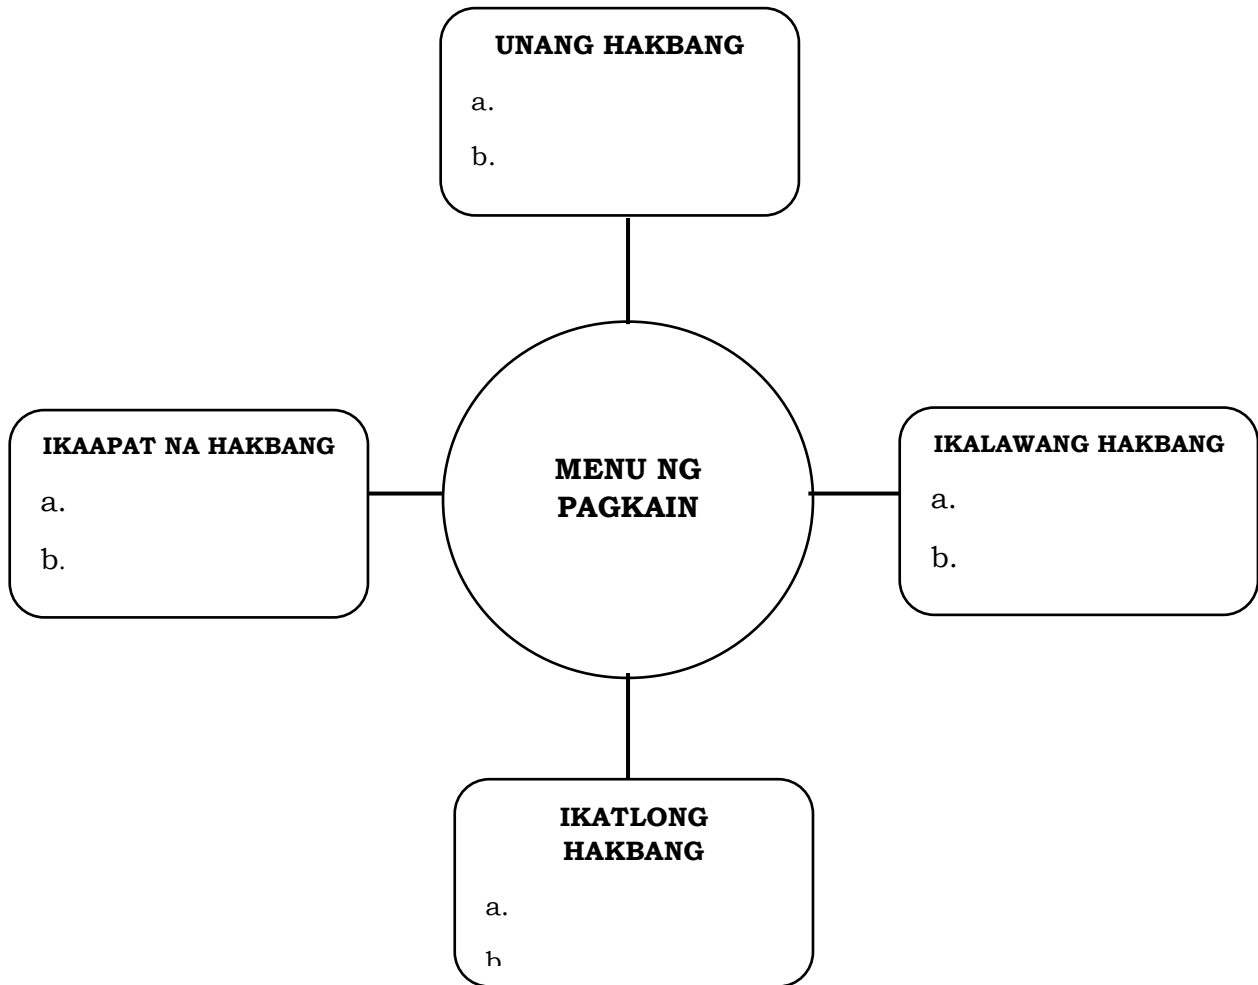 UNANG HAKBANG
a.
b.
IKAAPAT NA HAKBANG
a.
b.
MENU NG
PAGKAIN
IKALAWANG HAKBANG
a.
b.
IKATLONG
HAKBANG
a.
b